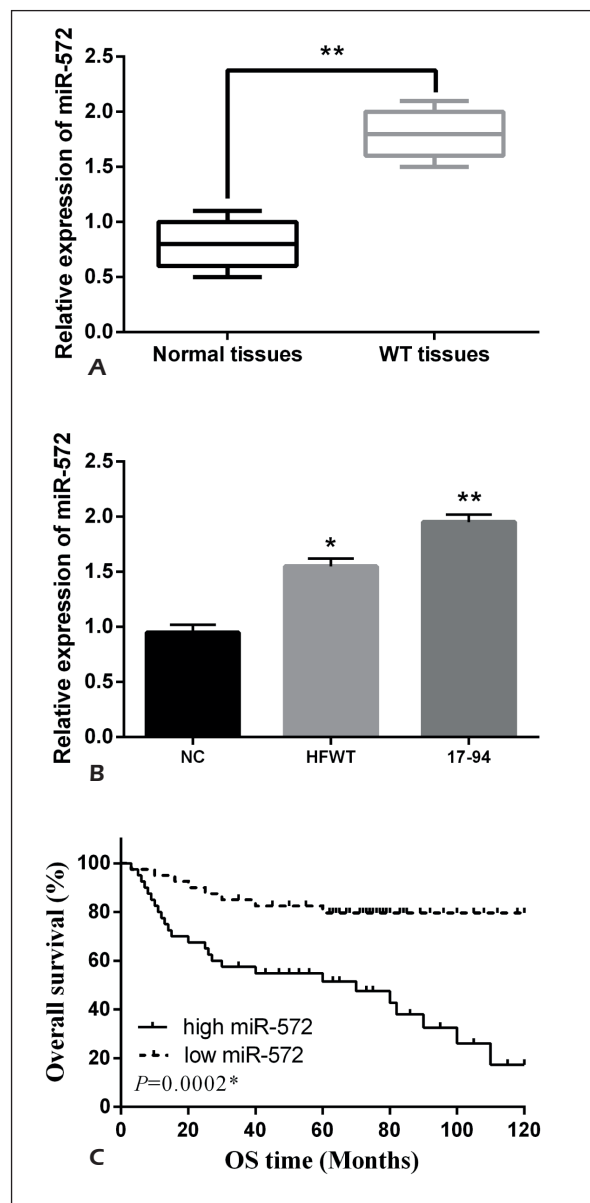 Relative expression of miR-572
2.5
2.0
1.5
1.0
0.5
0.0
**
Normal tissues
WT tissues
A
Relative expression of miR-572
2.5
2.0
1.5
1.0
0.5
0.0
*
**
NC
HFWT
17-94
B
Overall survival (%)
100
80
60
40
20
0
high miR-572
low miR-572
P=0.0002*
0
20
40
60
80
100
120
OS time (Months)
C